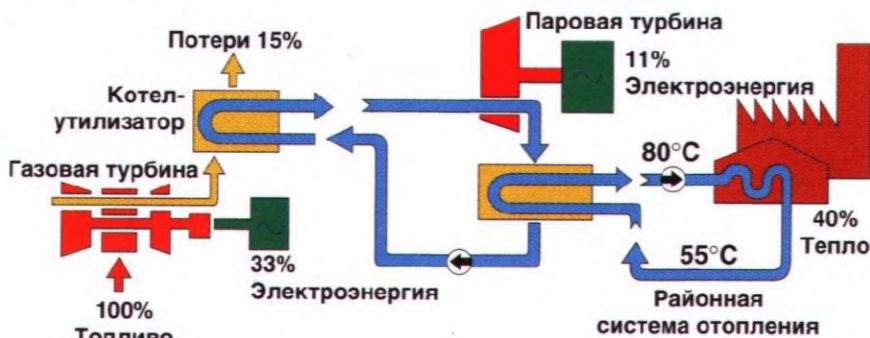 Потери 15%
Котел-
утилизатор
Газовая турбина
33%
Электроэнергия
100%
Топливо
Паровая турбина
11%
Электроэнергия
80°C
40%
Тепло
55°C
Районная
система отопления